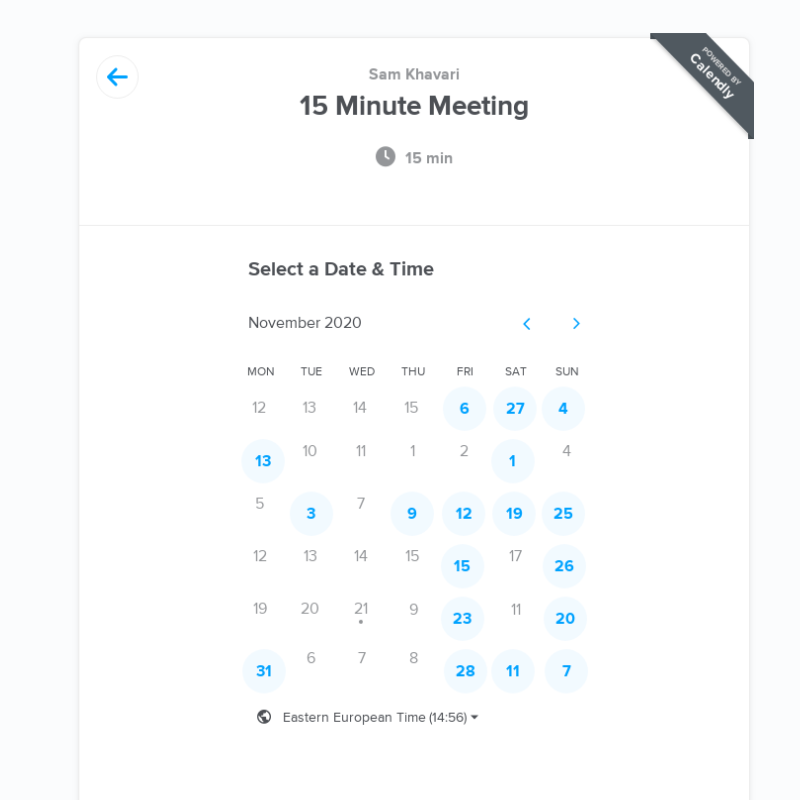 POWERED BY
Calendly
Sam Khavari
15 Minute Meeting
15 min
Select a Date & Time
November 2020
MON TUE WED THU FRI SAT SUN
12 13 14 15 6 27 4
13 10 11 1 2 1 4
5 3 7 9 12 19 25
12 13 14 15 15 17 26
19 20 21 9 23 11 20
31 6 7 8 28 11 7
Eastern European Time (14:56)